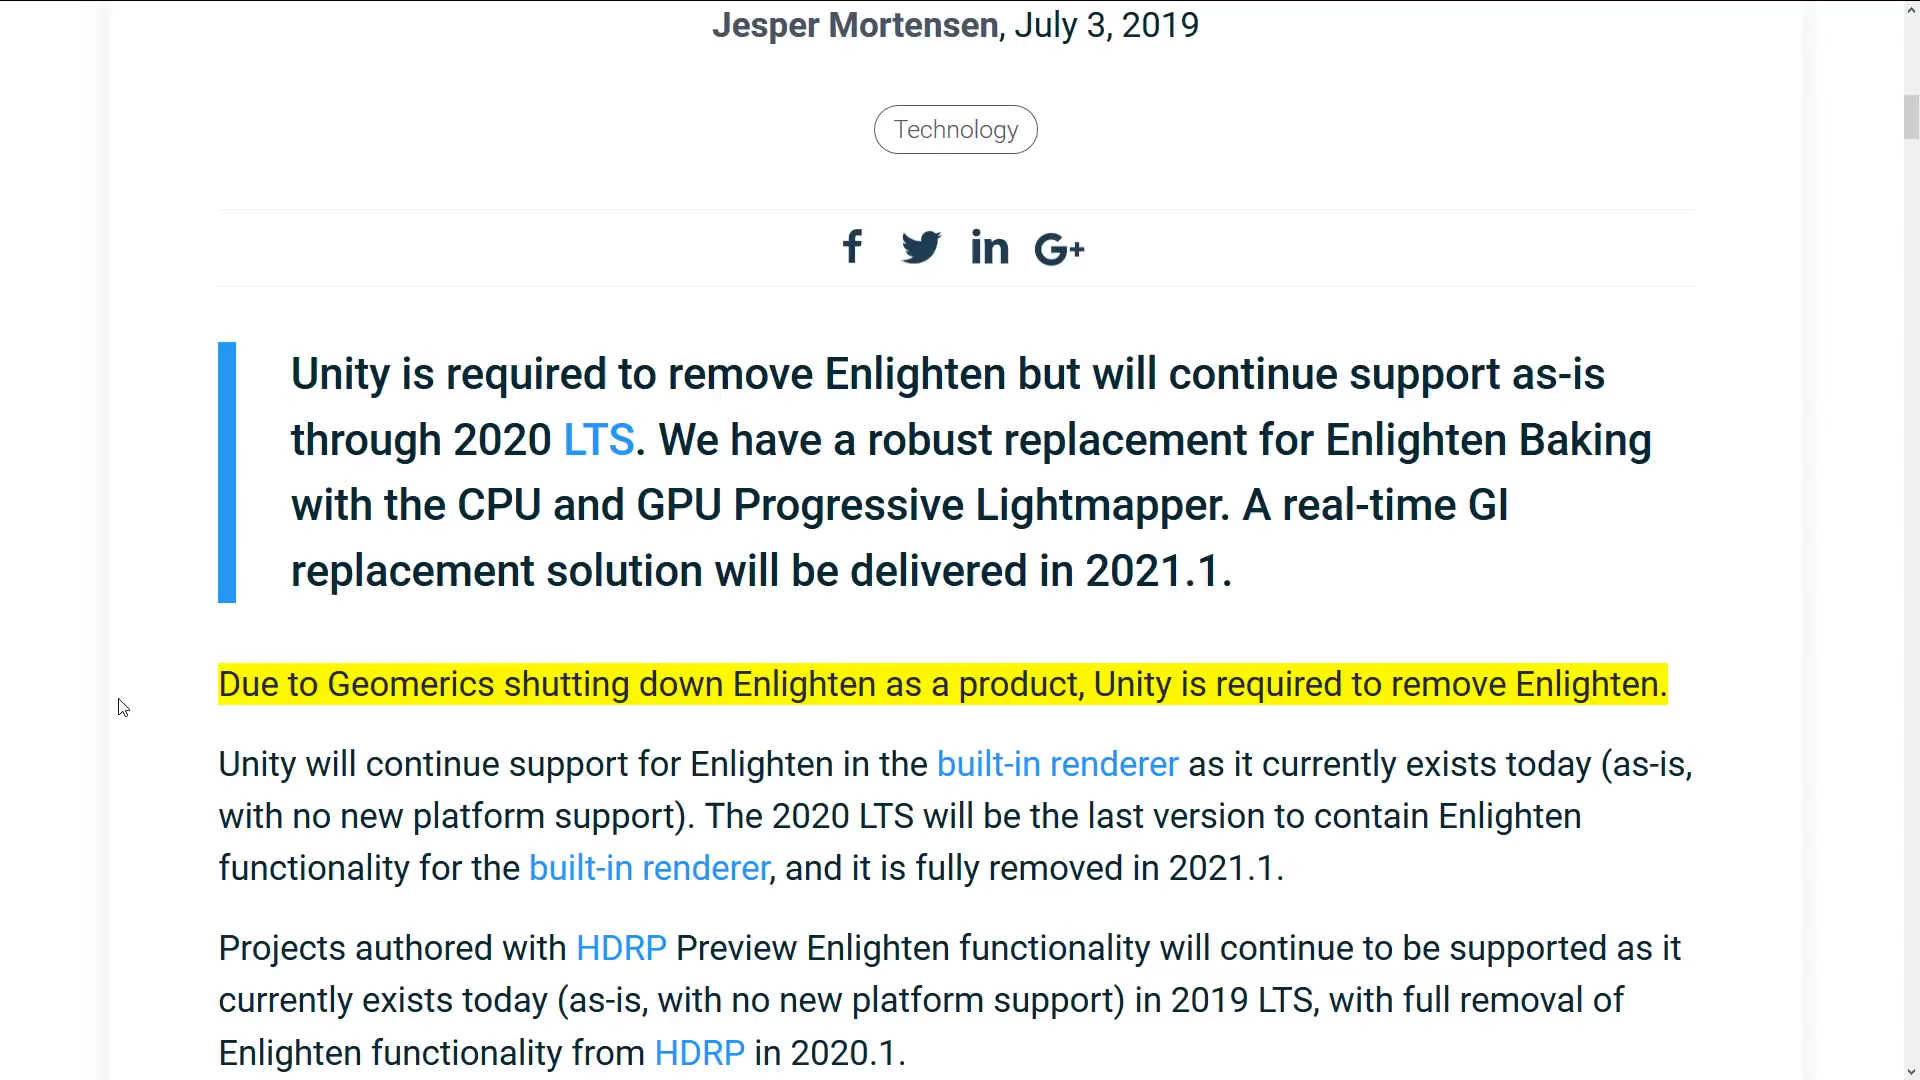 Jesper Mortensen, July 3, 2019
Technology
f in G+
Unity is required to remove Enlighten but will continue support as-is
through 2020 LTS. We have a robust replacement for Enlighten Baking
with the CPU and GPU Progressive Lightmapper. A real-time GI
replacement solution will be delivered in 2021.1.
Due to Geomerics shutting down Enlighten as a product, Unity is required to remove Enlighten.
Unity will continue support for Enlighten in the built-in renderer as it currently exists today (as-is,
with no new platform support). The 2020 LTS will be the last version to contain Enlighten
functionality for the built-in renderer, and it is fully removed in 2021.1.
Projects authored with HDRP Preview Enlighten functionality will continue to be supported as it
currently exists today (as-is, with no new platform support) in 2019 LTS, with full removal of
Enlighten functionality from HDRP in 2020.1.